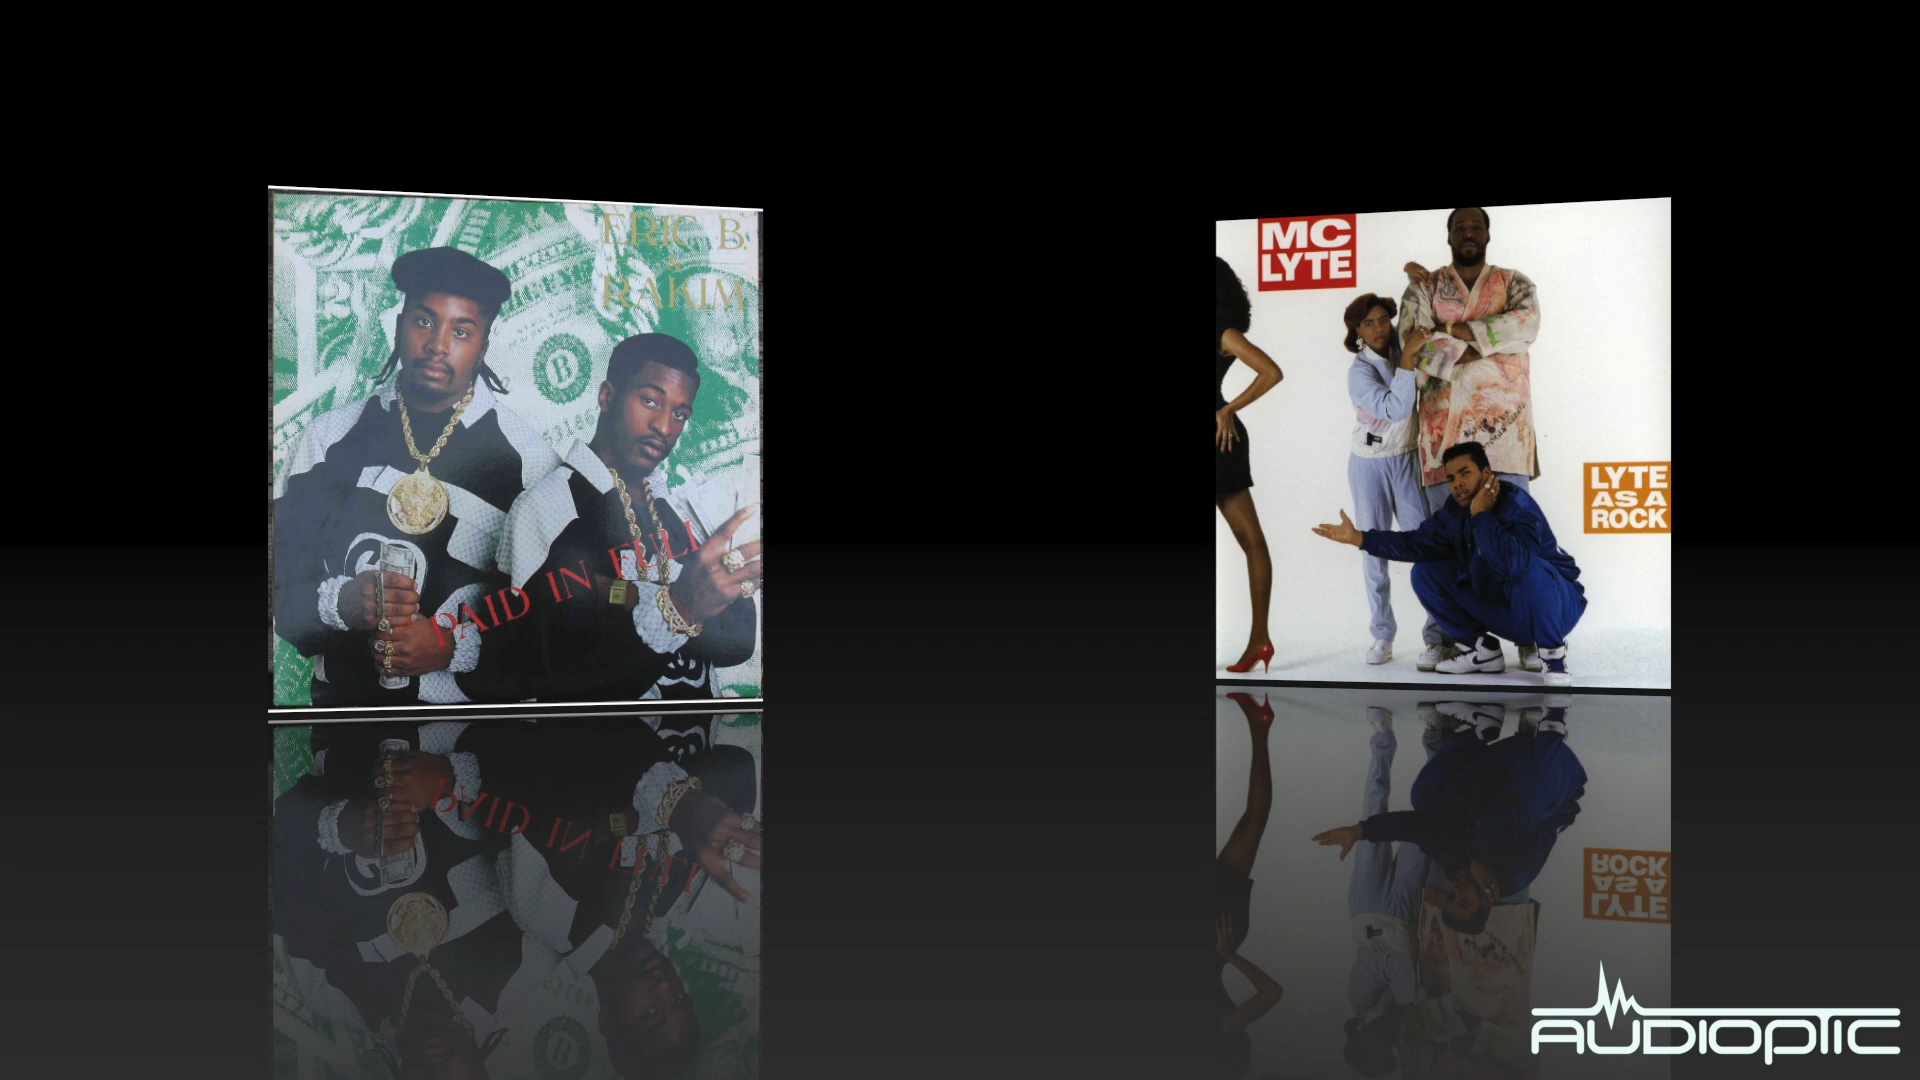 ERIC B.
&
RAKIM
PAID IN FULL
B
MC
LYTE
LYTE
AS A
ROCK
AUDIOPTIC